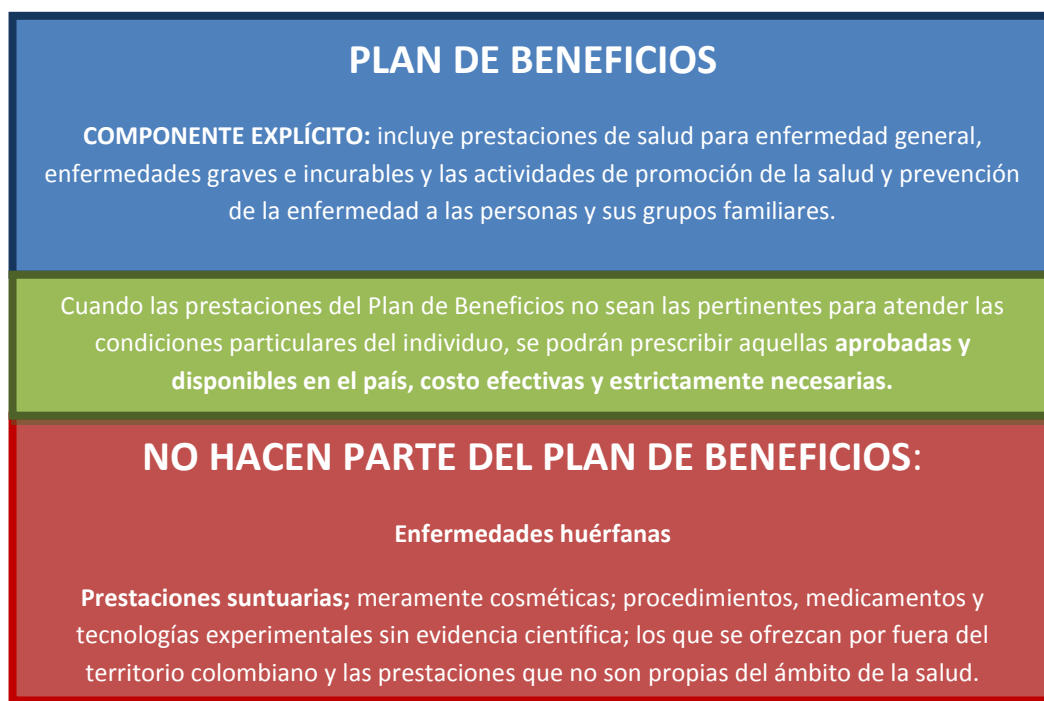 PLAN DE BENEFICIOS
COMPONENTE EXPLÍCITO: incluye prestaciones de salud para enfermedad general,
enfermedades graves e incurables y las actividades de promoción de la salud y prevención
de la enfermedad a las personas y sus grupos familiares.
Cuando las prestaciones del Plan de Beneficios no sean las pertinentes para atender las
condiciones particulares del individuo, se podrán prescribir aquellas aprobadas y
disponibles en el país, costo efectivas y estrictamente necesarias.
NO HACEN PARTE DEL PLAN DE BENEFICIOS:
Enfermedades huérfanas
Prestaciones suntuarias; meramente cosméticas; procedimientos, medicamentos y
tecnologías experimentales sin evidencia científica; los que se ofrezcan por fuera del
territorio colombiano y las prestaciones que no son propias del ámbito de la salud.